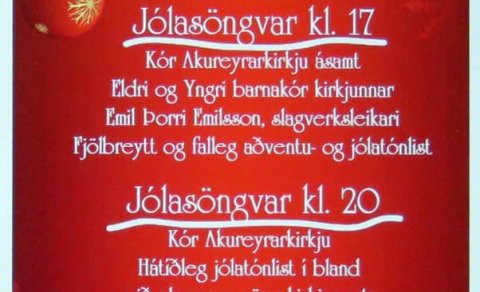 Jólasöngvar kl. 17
Kór Akureyrarkirkju ásamt
Eldri og Yngri barnakór kirkjunnar
Emil Þorri Emilsson, slagverksleikari
Fjölbreytt og falleg aðventu- og jólatónlist
Jólasöngvar kl. 20
Kór Akureyrarkirkju
Hátíðleg jólatónlist í bland